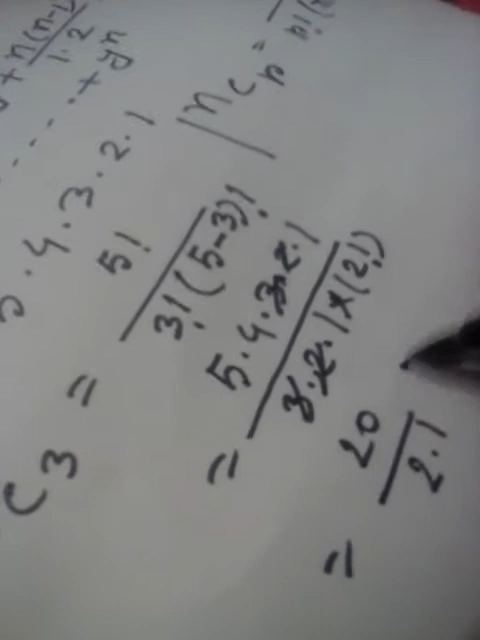 + n(n-1)/1.2
..... + yn
5.4.3.2.1
nCn =
C3 = 5!/3!(5-3)!
= 5.4.3.2.1/3.2.1×(2!)
= 20/2.1